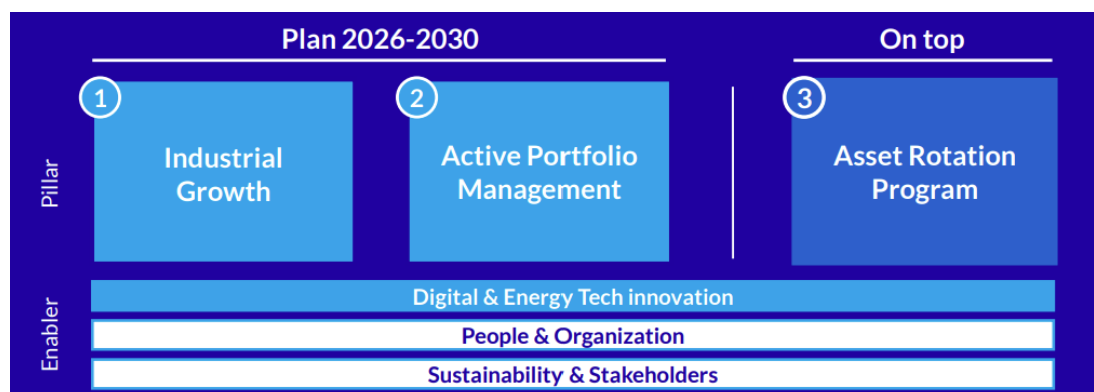 Plan 2026-2030
On top
Pillar
1
Industrial
Growth
2
Active Portfolio
Management
3
Asset Rotation
Program
Enabler
Digital & Energy Tech innovation
People & Organization
Sustainability & Stakeholders